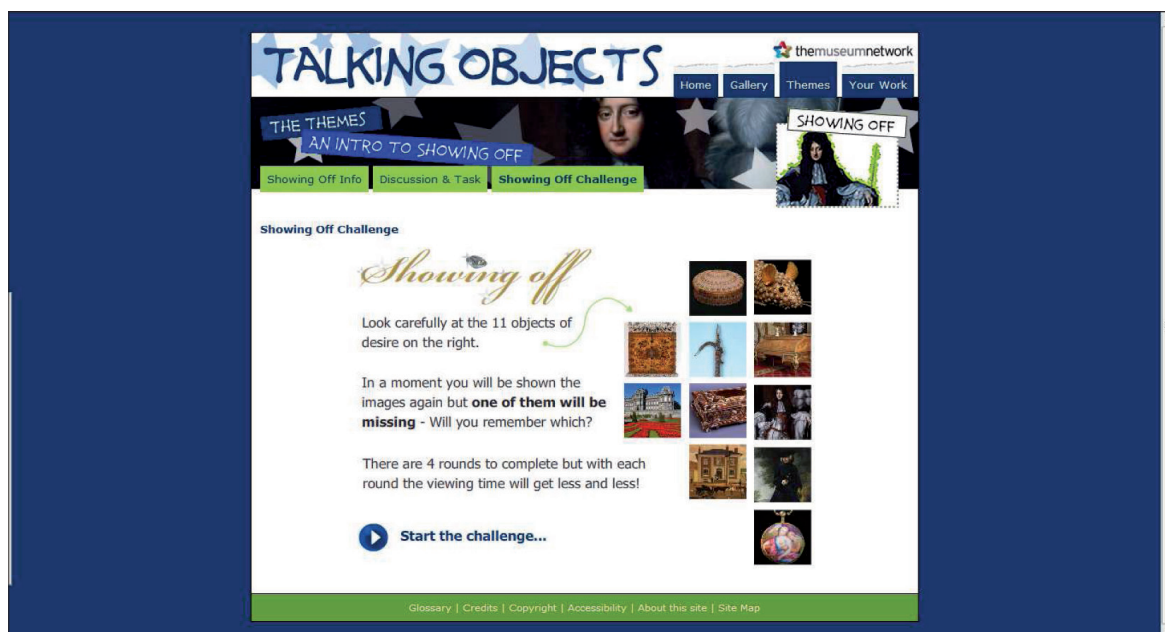 TALKING OBJECTS
themuseumnetwork
Home
Gallery
Themes
Your Work
THE THEMES
AN INTRO TO SHOWING OFF
SHOWING OFF
Showing Off Info
Discussion & Task
Showing Off Challenge
Showing Off Challenge
Showing off
Look carefully at the 11 objects of
desire on the right.
In a moment you will be shown the
images again but one of them will be
missing - Will you remember which?
There are 4 rounds to complete but with each
round the viewing time will get less and less!
Start the challenge...
Glossary | Credits | Copyright | Accessibility | About this site | Site Map